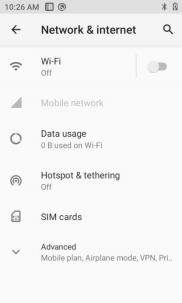 10:26 AM
Network & internet
Wi-Fi
Off
Mobile network
Data usage
0 B used on Wi-Fi
Hotspot & tethering
Off
SIM cards
Advanced
Mobile plan, Airplane mode, VPN, Pri..